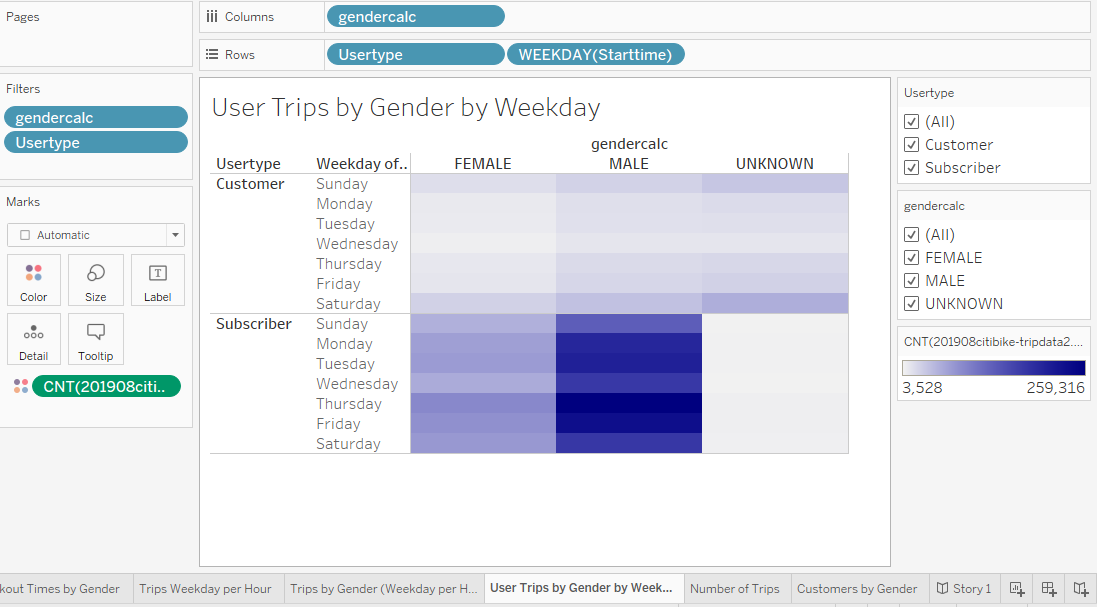 Pages
Columns
gendercalc
Rows
Usertype
WEEKDAY(Starttime)
Filters
gendercalc
Usertype
Marks
Automatic
Color
Size
Label
Detail
Tooltip
CNT(201908citi..
User Trips by Gender by Weekday
gendercalc
Usertype
Weekday of..
FEMALE
MALE
UNKNOWN
Customer
Sunday
Monday
Tuesday
Wednesday
Thursday
Friday
Saturday
Subscriber
Sunday
Monday
Tuesday
Wednesday
Thursday
Friday
Saturday
Usertype
(All)
Customer
Subscriber
gendercalc
(All)
FEMALE
MALE
UNKNOWN
CNT(201908citibike-tripdata2....
3,528
259,316
kout Times by Gender
Trips Weekday per Hour
Trips by Gender (Weekday per H...
User Trips by Gender by Week...
Number of Trips
Customers by Gender
Story 1